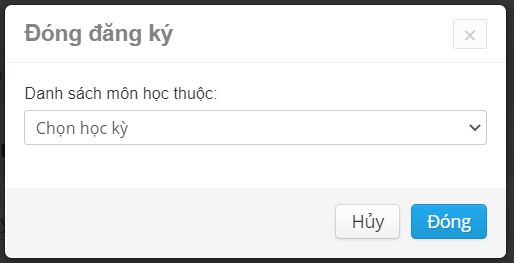 Đóng đăng ký
×
Danh sách môn học thuộc:
Chọn học kỳ
Hủy
Đóng